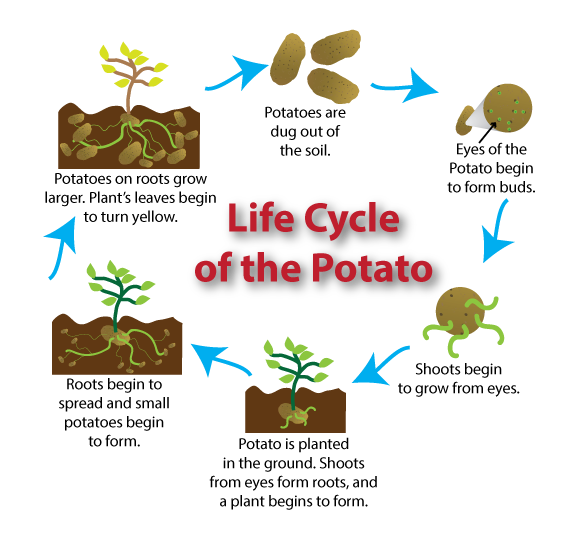 Life Cycle
of the Potato
Potatoes are
dug out of
the soil.
Eyes of the
Potato begin
to form buds.
Shoots begin
to grow from eyes.
Potato is planted
in the ground. Shoots
from eyes form roots, and
a plant begins to form.
Roots begin to
spread and small
potatoes begin
to form.
Potatoes on roots grow
larger. Plant’s leaves begin
to turn yellow.